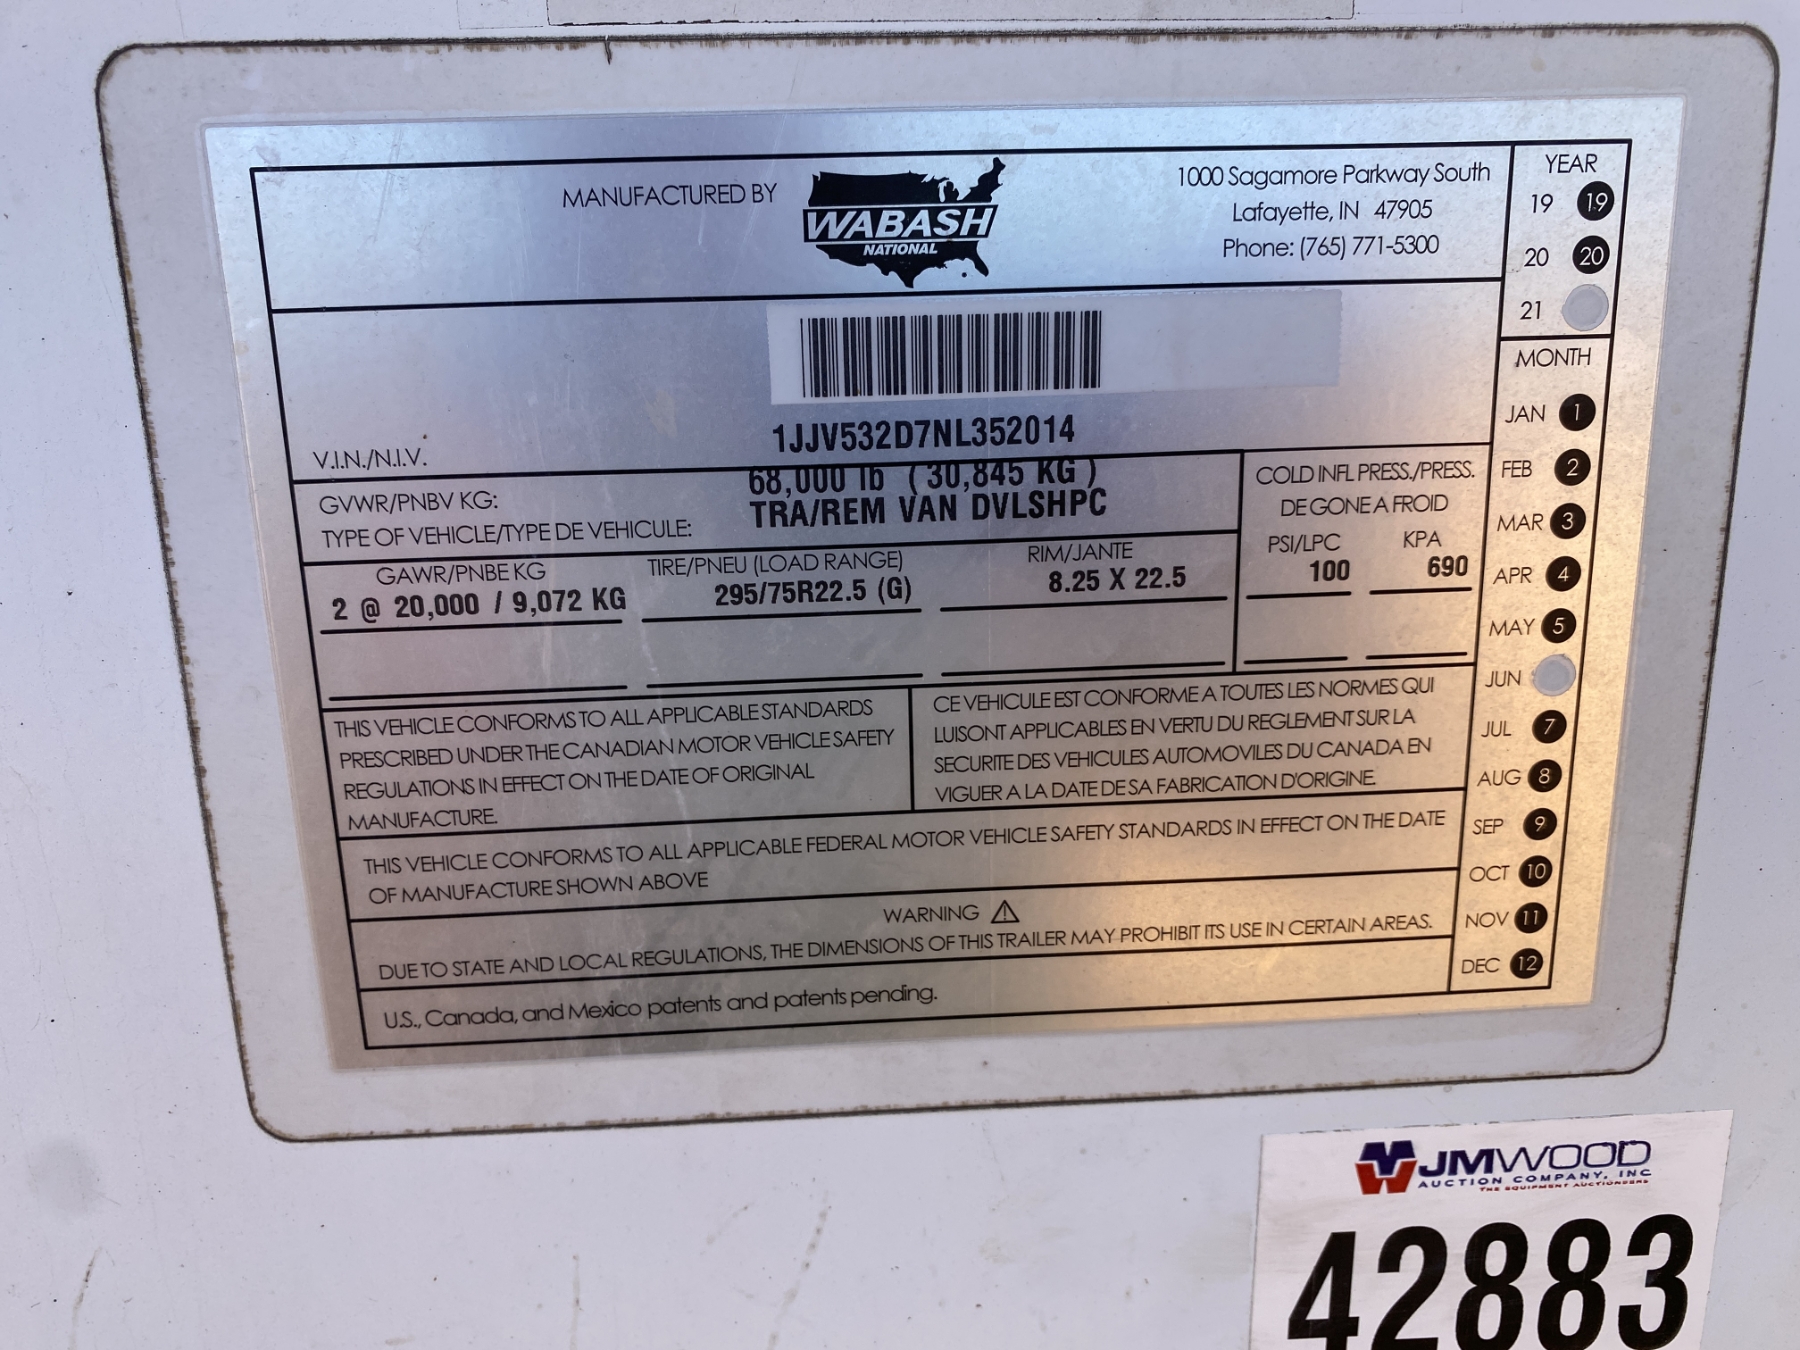 MANUFACTURED BY
WABASH
NATIONAL
1000 Sagamore Parkway South
Lafayette, IN 47905
Phone: (765) 771-5300
YEAR
19 19
20 20
21
MONTH
JAN 1
FEB 2
MAR 3
APR 4
MAY 5
JUN
JUL 7
AUG 8
SEP 9
OCT 10
NOV 11
DEC 12
V.I.N./N.I.V.
1JJV532D7NL352014
GVWR/PNBV KG:
68,000 lb ( 30,845 KG )
TYPE OF VEHICLE/TYPE DE VEHICULE:
TRA/REM VAN DVLSHPC
COLD INFL PRESS./PRESS.
DE GONE A FROID
PSI/LPC KPA
100 690
GAWR/PNBE KG
TIRE/PNEU (LOAD RANGE)
RIM/JANTE
2 @ 20,000 / 9,072 KG
295/75R22.5 (G)
8.25 X 22.5
THIS VEHICLE CONFORMS TO ALL APPLICABLE STANDARDS
PRESCRIBED UNDER THE CANADIAN MOTOR VEHICLE SAFETY
REGULATIONS IN EFFECT ON THE DATE OF ORIGINAL
MANUFACTURE.
CE VEHICULE EST CONFORME A TOUTES LES NORMES QUI
LUISONT APPLICABLES EN VERTU DU REGLEMENT SUR LA
SECURITE DES VEHICULES AUTOMOVILES DU CANADA EN
VIGUER A LA DATE DE SA FABRICATION D'ORIGINE.
THIS VEHICLE CONFORMS TO ALL APPLICABLE FEDERAL MOTOR VEHICLE SAFETY STANDARDS IN EFFECT ON THE DATE
OF MANUFACTURE SHOWN ABOVE
WARNING
DUE TO STATE AND LOCAL REGULATIONS, THE DIMENSIONS OF THIS TRAILER MAY PROHIBIT ITS USE IN CERTAIN AREAS.
U.S., Canada, and Mexico patents and patents pending.
JMWOOD
AUCTION COMPANY, INC
THE EQUIPMENT AUCTIONEERS
42883